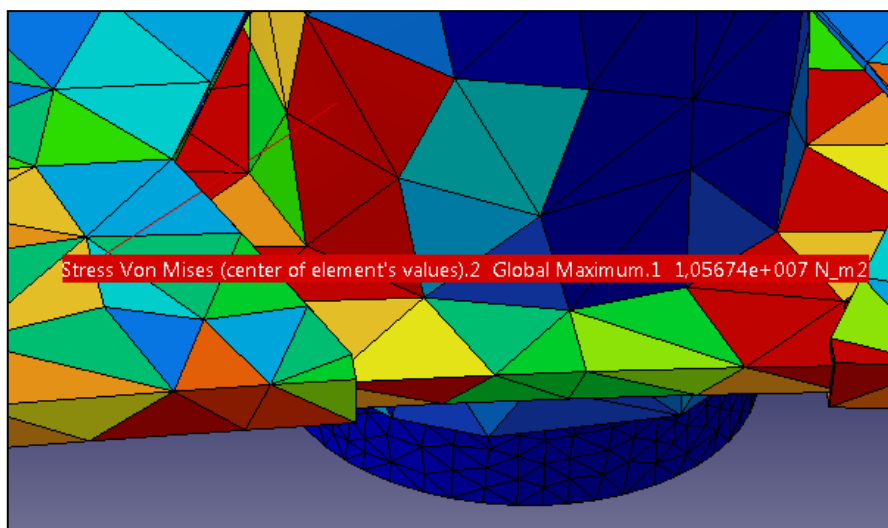 Stress Von Mises (center of element's values).2 Global Maximum.1 1,05674e+007 N_m2